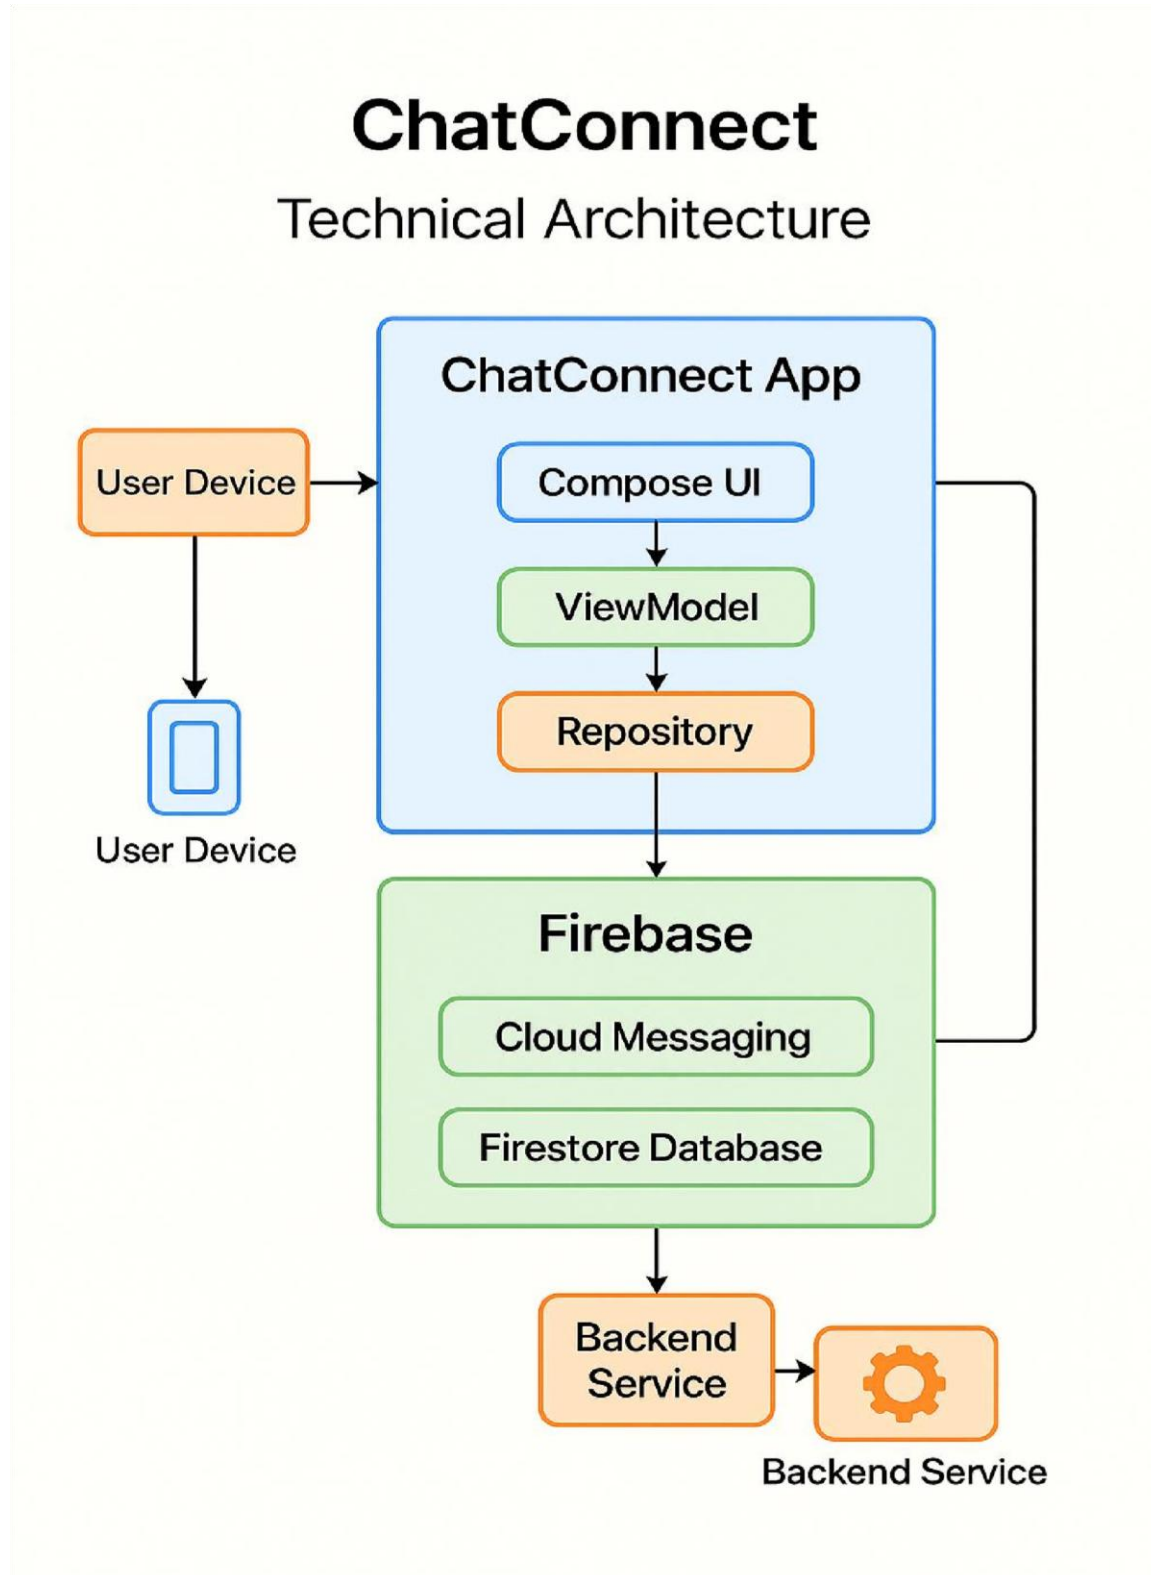 ChatConnect
Technical Architecture
ChatConnect App
User Device
Compose UI
ViewModel
Repository
User Device
Firebase
Cloud Messaging
Firestore Database
Backend
Service
Backend Service